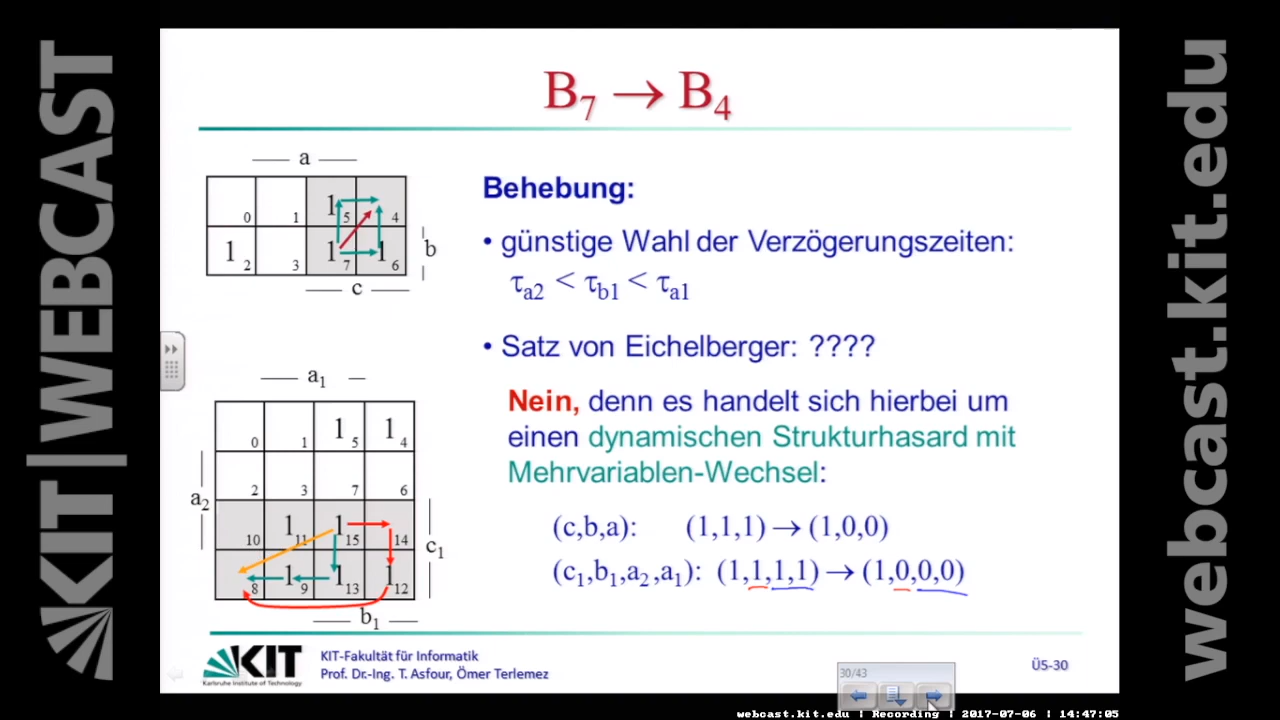 KIT|WEBCAST
B7 → B4
a
0 1 1 5 4
1 2 3 1 7 1 6
b
c
a1
0 1 1 5 1 4
2 3 7 6
a2
10 1 11 1 15 14
c1
8 1 9 1 13 1 12
b1
Behebung:
• günstige Wahl der Verzögerungszeiten:
τa2 < τb1 < τa1
• Satz von Eichelberger: ????
Nein, denn es handelt sich hierbei um
einen dynamischen Strukturhasard mit
Mehrvariablen-Wechsel:
(c,b,a): (1,1,1) → (1,0,0)
(c1,b1,a2,a1): (1,1,1,1) → (1,0,0,0)
KIT
Karlsruhe Institute of Technology
KIT-Fakultät für Informatik
Prof. Dr.-Ing. T. Asfour, Ömer Terlemez
Ü5-30
30/43
webcast.kit.edu | Recording | 2017-07-06 | 14:47:05
webcast.kit.edu